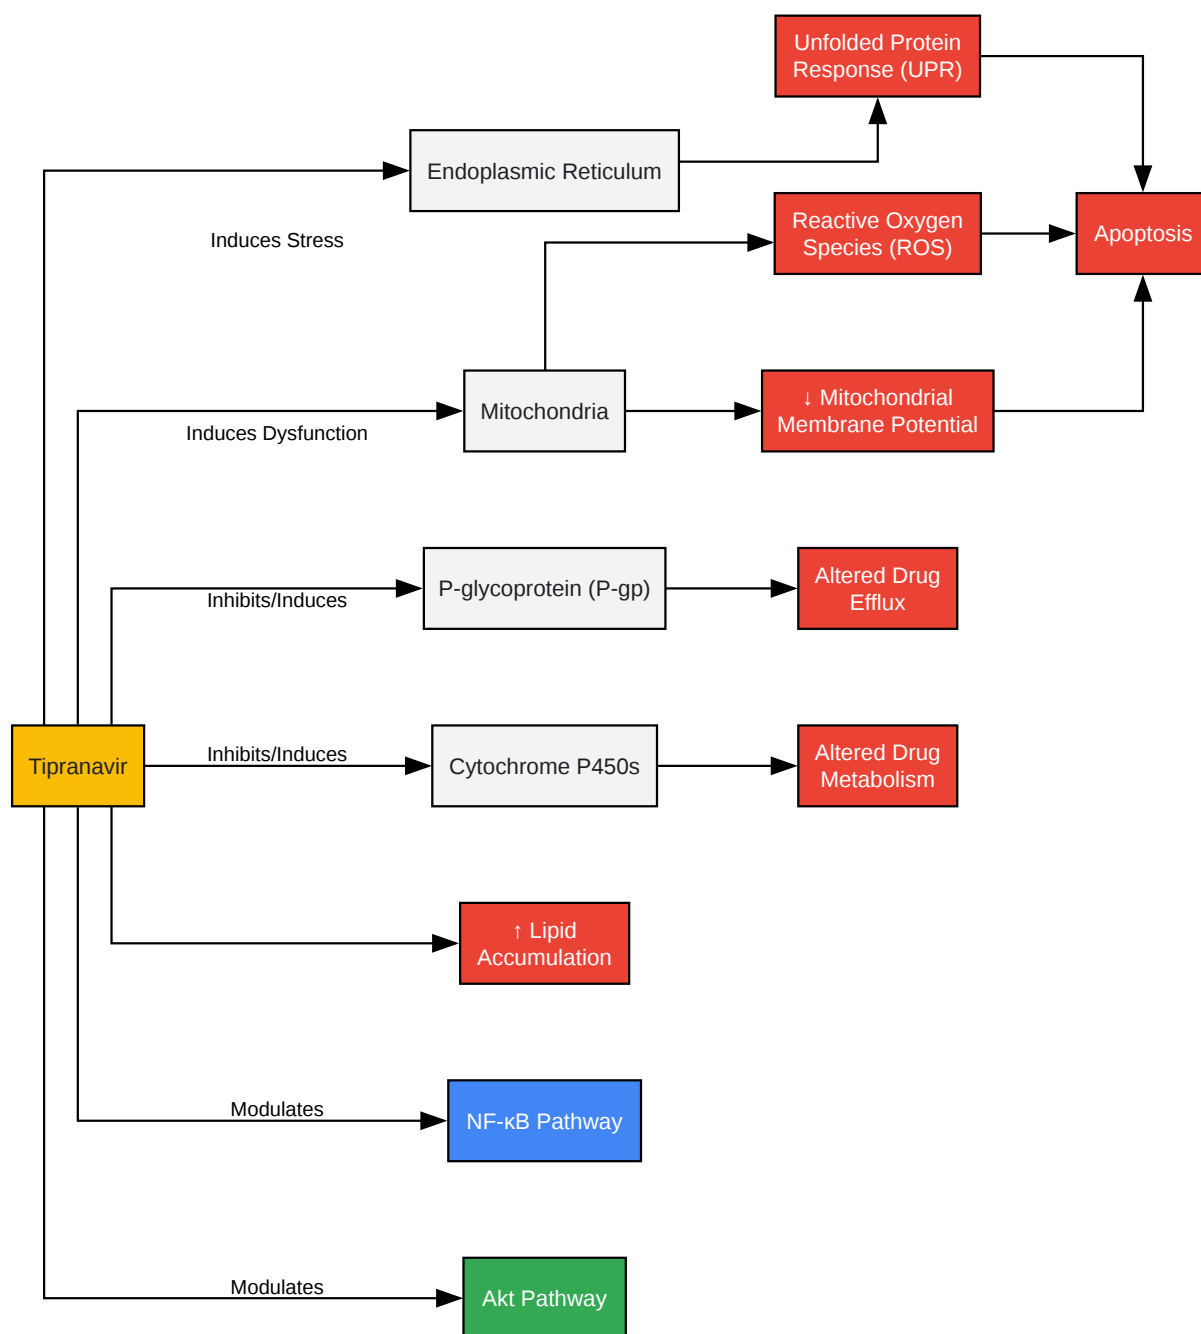 Unfolded Protein
Response (UPR)
Endoplasmic Reticulum
Induces Stress
Reactive Oxygen
Species (ROS)
Apoptosis
Mitochondria
↓ Mitochondrial
Membrane Potential
Induces Dysfunction
Inhibits/Induces
P-glycoprotein (P-gp)
Altered Drug
Efflux
Tipranavir
Inhibits/Induces
Cytochrome P450s
Altered Drug
Metabolism
↑ Lipid
Accumulation
Modulates
NF-κB Pathway
Modulates
Akt Pathway